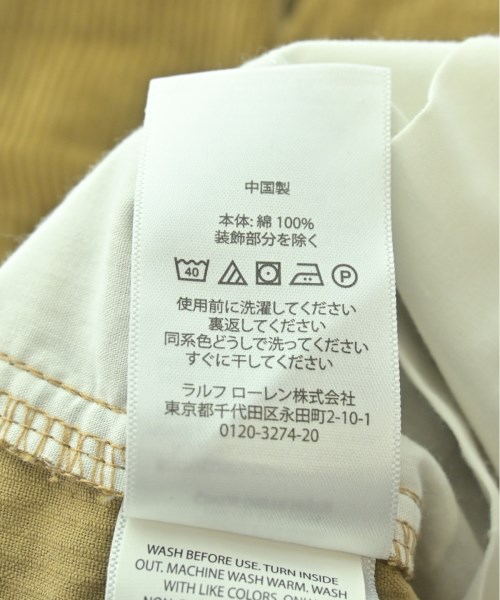 中国製
本体: 綿 100%
装飾部分を除く
40 P
使用前に洗濯してください
裏返してください
同系色どうしで洗ってください
すぐに干してください
ラルフ ローレン株式会社
東京都千代田区永田町2-10-1
0120-3274-20
WASH BEFORE USE. TURN INSIDE
OUT. MACHINE WASH WARM. WASH
WITH LIKE COLORS.